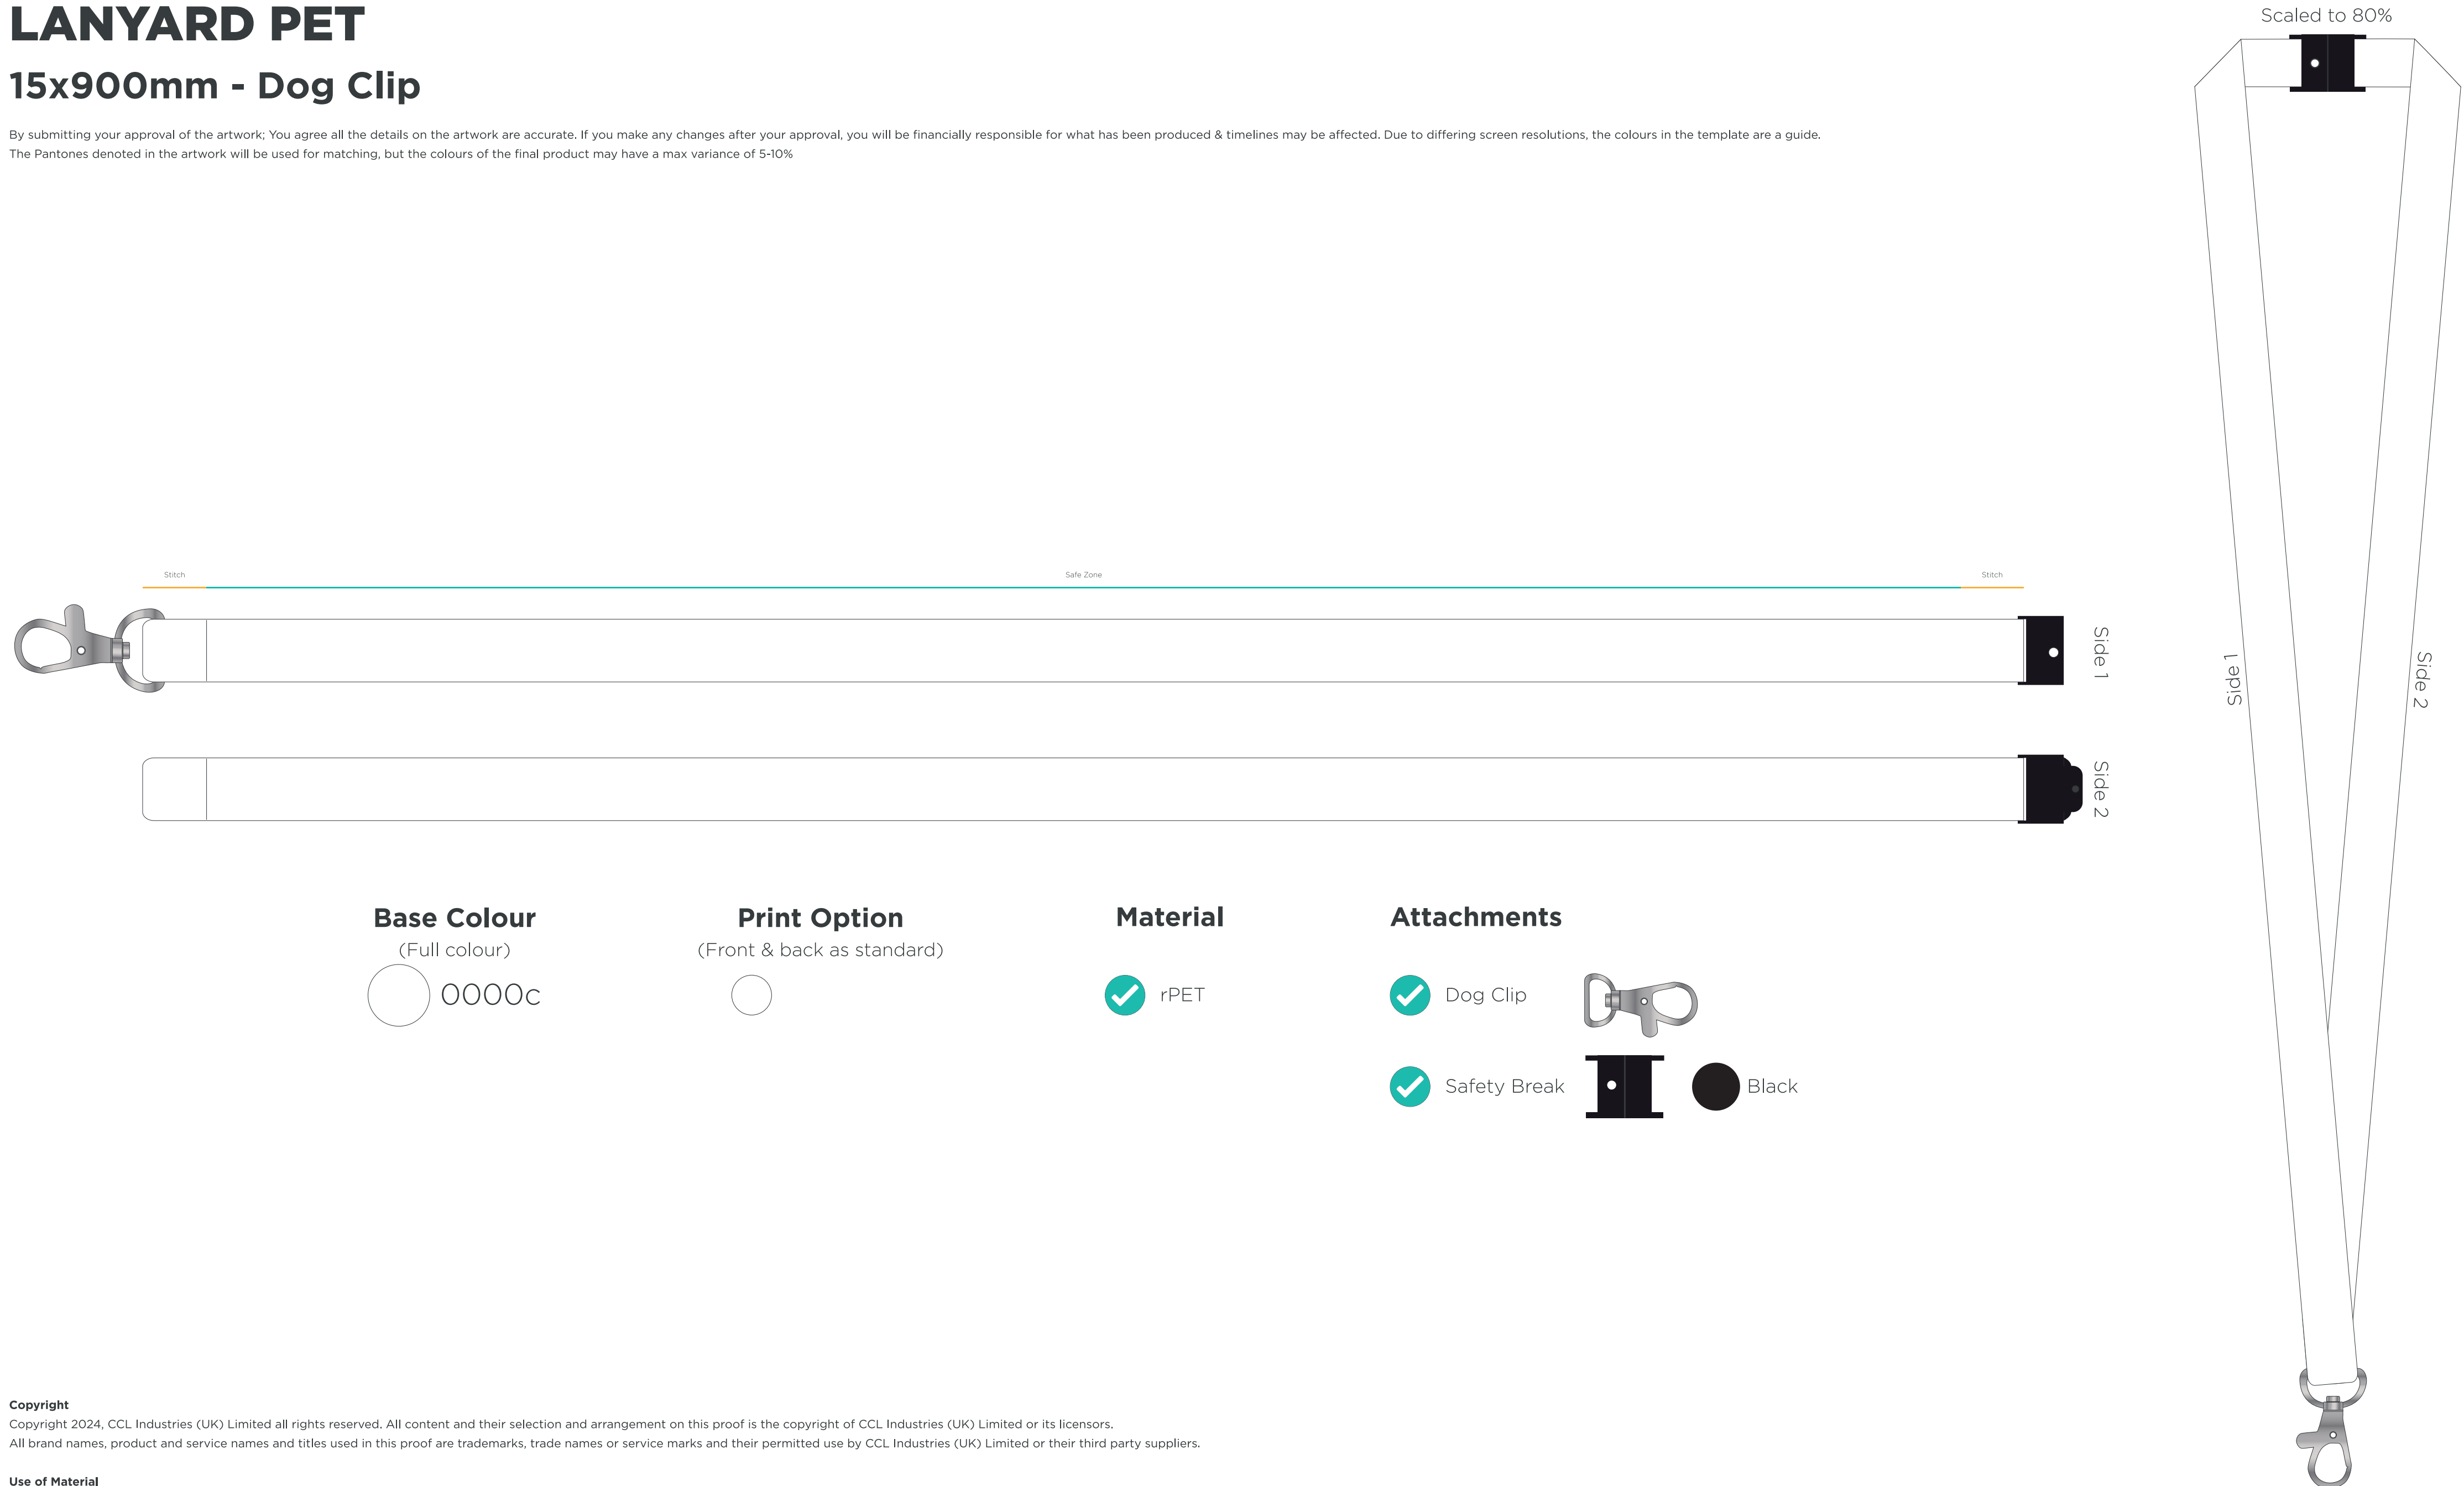 LANYARD PET
15x900mm - Dog Clip
By submitting your approval of the artwork; You agree all the details on the artwork are accurate. If you make any changes after your approval, you will be financially responsible for what has been produced & timelines may be affected. Due to differing screen resolutions, the colours in the template are a guide.
The Pantones denoted in the artwork will be used for matching, but the colours of the final product may have a max variance of 5-10%
Scaled to 80%
Stitch
Safe Zone
Stitch
Side 1
Side 2
Side 1
Side 2
Base Colour
(Full colour)
0000c
Print Option
(Front & back as standard)
Material
rPET
Attachments
Dog Clip
Safety Break
Black
Copyright
Copyright 2024, CCL Industries (UK) Limited all rights reserved. All content and their selection and arrangement on this proof is the copyright of CCL Industries (UK) Limited or its licensors.
All brand names, product and service names and titles used in this proof are trademarks, trade names or service marks and their permitted use by CCL Industries (UK) Limited or their third party suppliers.
Use of Material